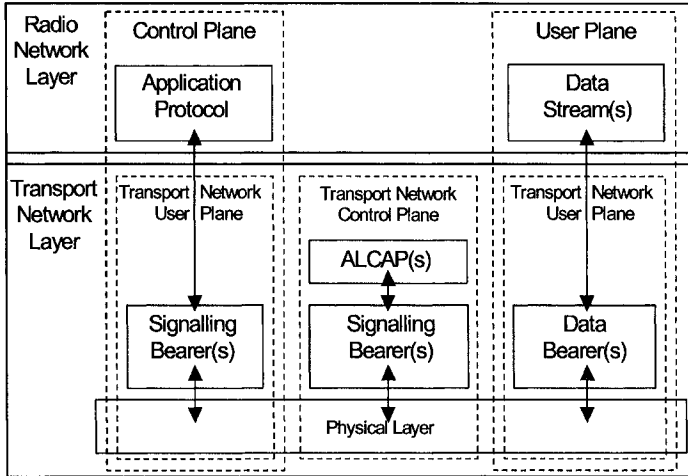 Radio
Network
Layer
Control Plane
User Plane
Application
Protocol
Data
Stream(s)
Transport
Network
Layer
Transport Network
User Plane
Transport Network
Control Plane
Transport Network
User Plane
ALCAP(s)
Signalling
Bearer(s)
Signalling
Bearer(s)
Data
Bearer(s)
Physical Layer